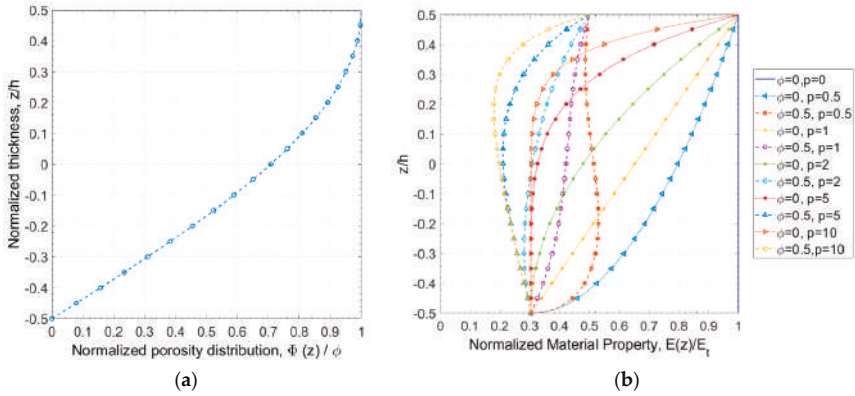 0.5
0.4
0.3
0.2
0.1
0
-0.1
-0.2
-0.3
-0.4
-0.5
Normalized thickness, z/h
0 0.1 0.2 0.3 0.4 0.5 0.6 0.7 0.8 0.9 1
Normalized porosity distribution, Φ (z) / ϕ
(a)
0.5
0.4
0.3
0.2
0.1
0
-0.1
-0.2
-0.3
-0.4
-0.5
z/h
0 0.1 0.2 0.3 0.4 0.5 0.6 0.7 0.8 0.9 1
Normalized Material Property, E(z)/Et
(b)
ϕ=0,p=0
ϕ=0, p=0.5
ϕ=0.5, p=0.5
ϕ=0, p=1
ϕ=0.5, p=1
ϕ=0, p=2
ϕ=0.5, p=2
ϕ=0, p=5
ϕ=0.5, p=5
ϕ=0, p=10
ϕ=0.5,p=10